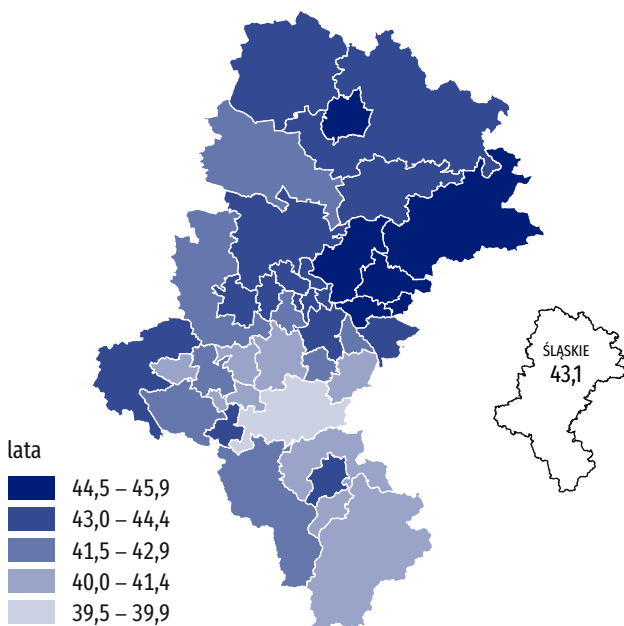 ŚLĄSKIE
43,1
lata
44,5 – 45,9
43,0 – 44,4
41,5 – 42,9
40,0 – 41,4
39,5 – 39,9